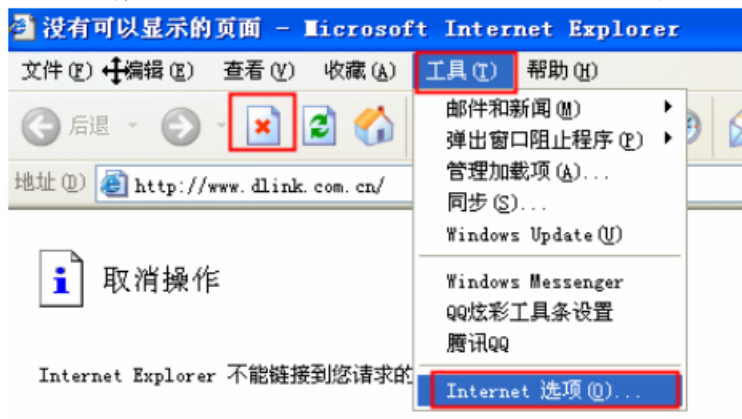 没有可以显示的页面 - Microsoft Internet Explorer
文件(F) 编辑(E) 查看(V) 收藏(A) 工具(T) 帮助(H)
后退
地址(D) http://www.dlink.com.cn/
邮件和新闻(M)
弹出窗口阻止程序(P)
管理加载项(A)...
同步(S)...
Windows Update(U)
Windows Messenger
QQ炫彩工具条设置
腾讯QQ
Internet 选项(O)...
取消操作
Internet Explorer 不能链接到您请求的